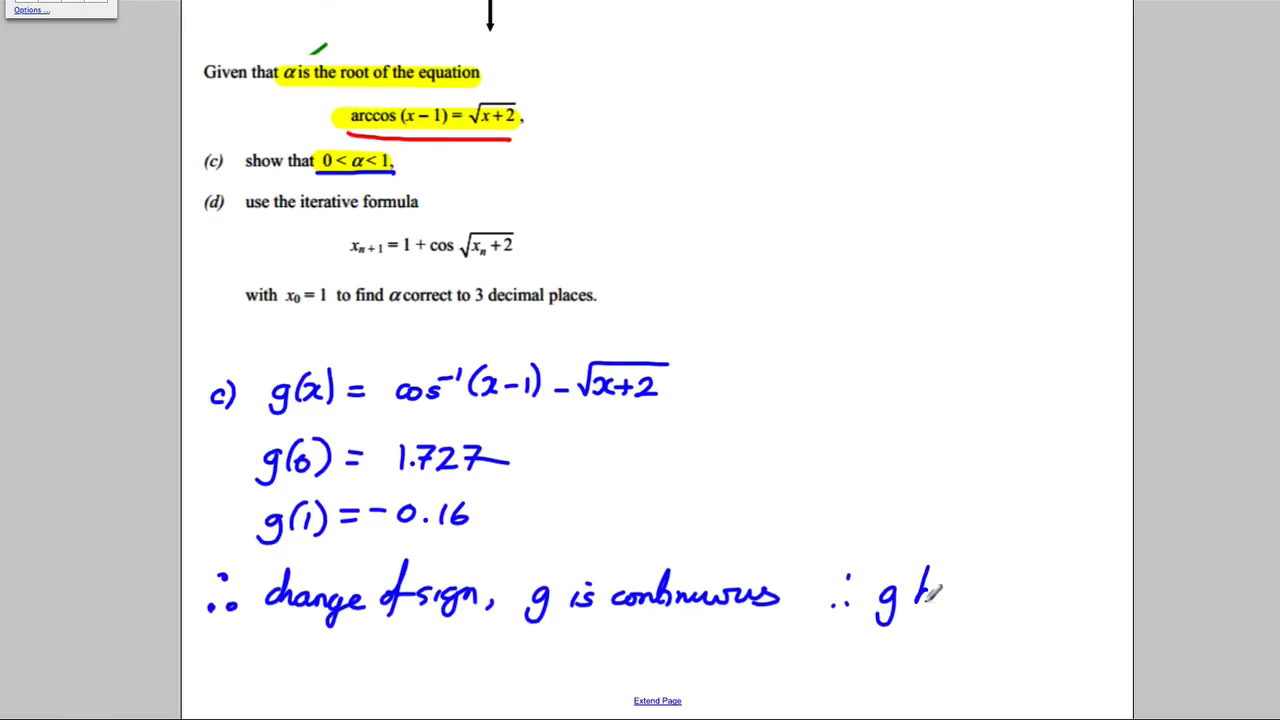 Options ...
Given that α is the root of the equation
arccos (x − 1) = √(x + 2) ,
(c) show that 0 < α < 1,
(d) use the iterative formula
xₙ₊₁ = 1 + cos √(xₙ + 2)
with x₀ = 1 to find α correct to 3 decimal places.
c) g(x) = cos⁻¹(x−1) − √(x+2)
g(0) = 1.727
g(1) = −0.16
∴ change of sign, g is continuous ∴ g
Extend Page